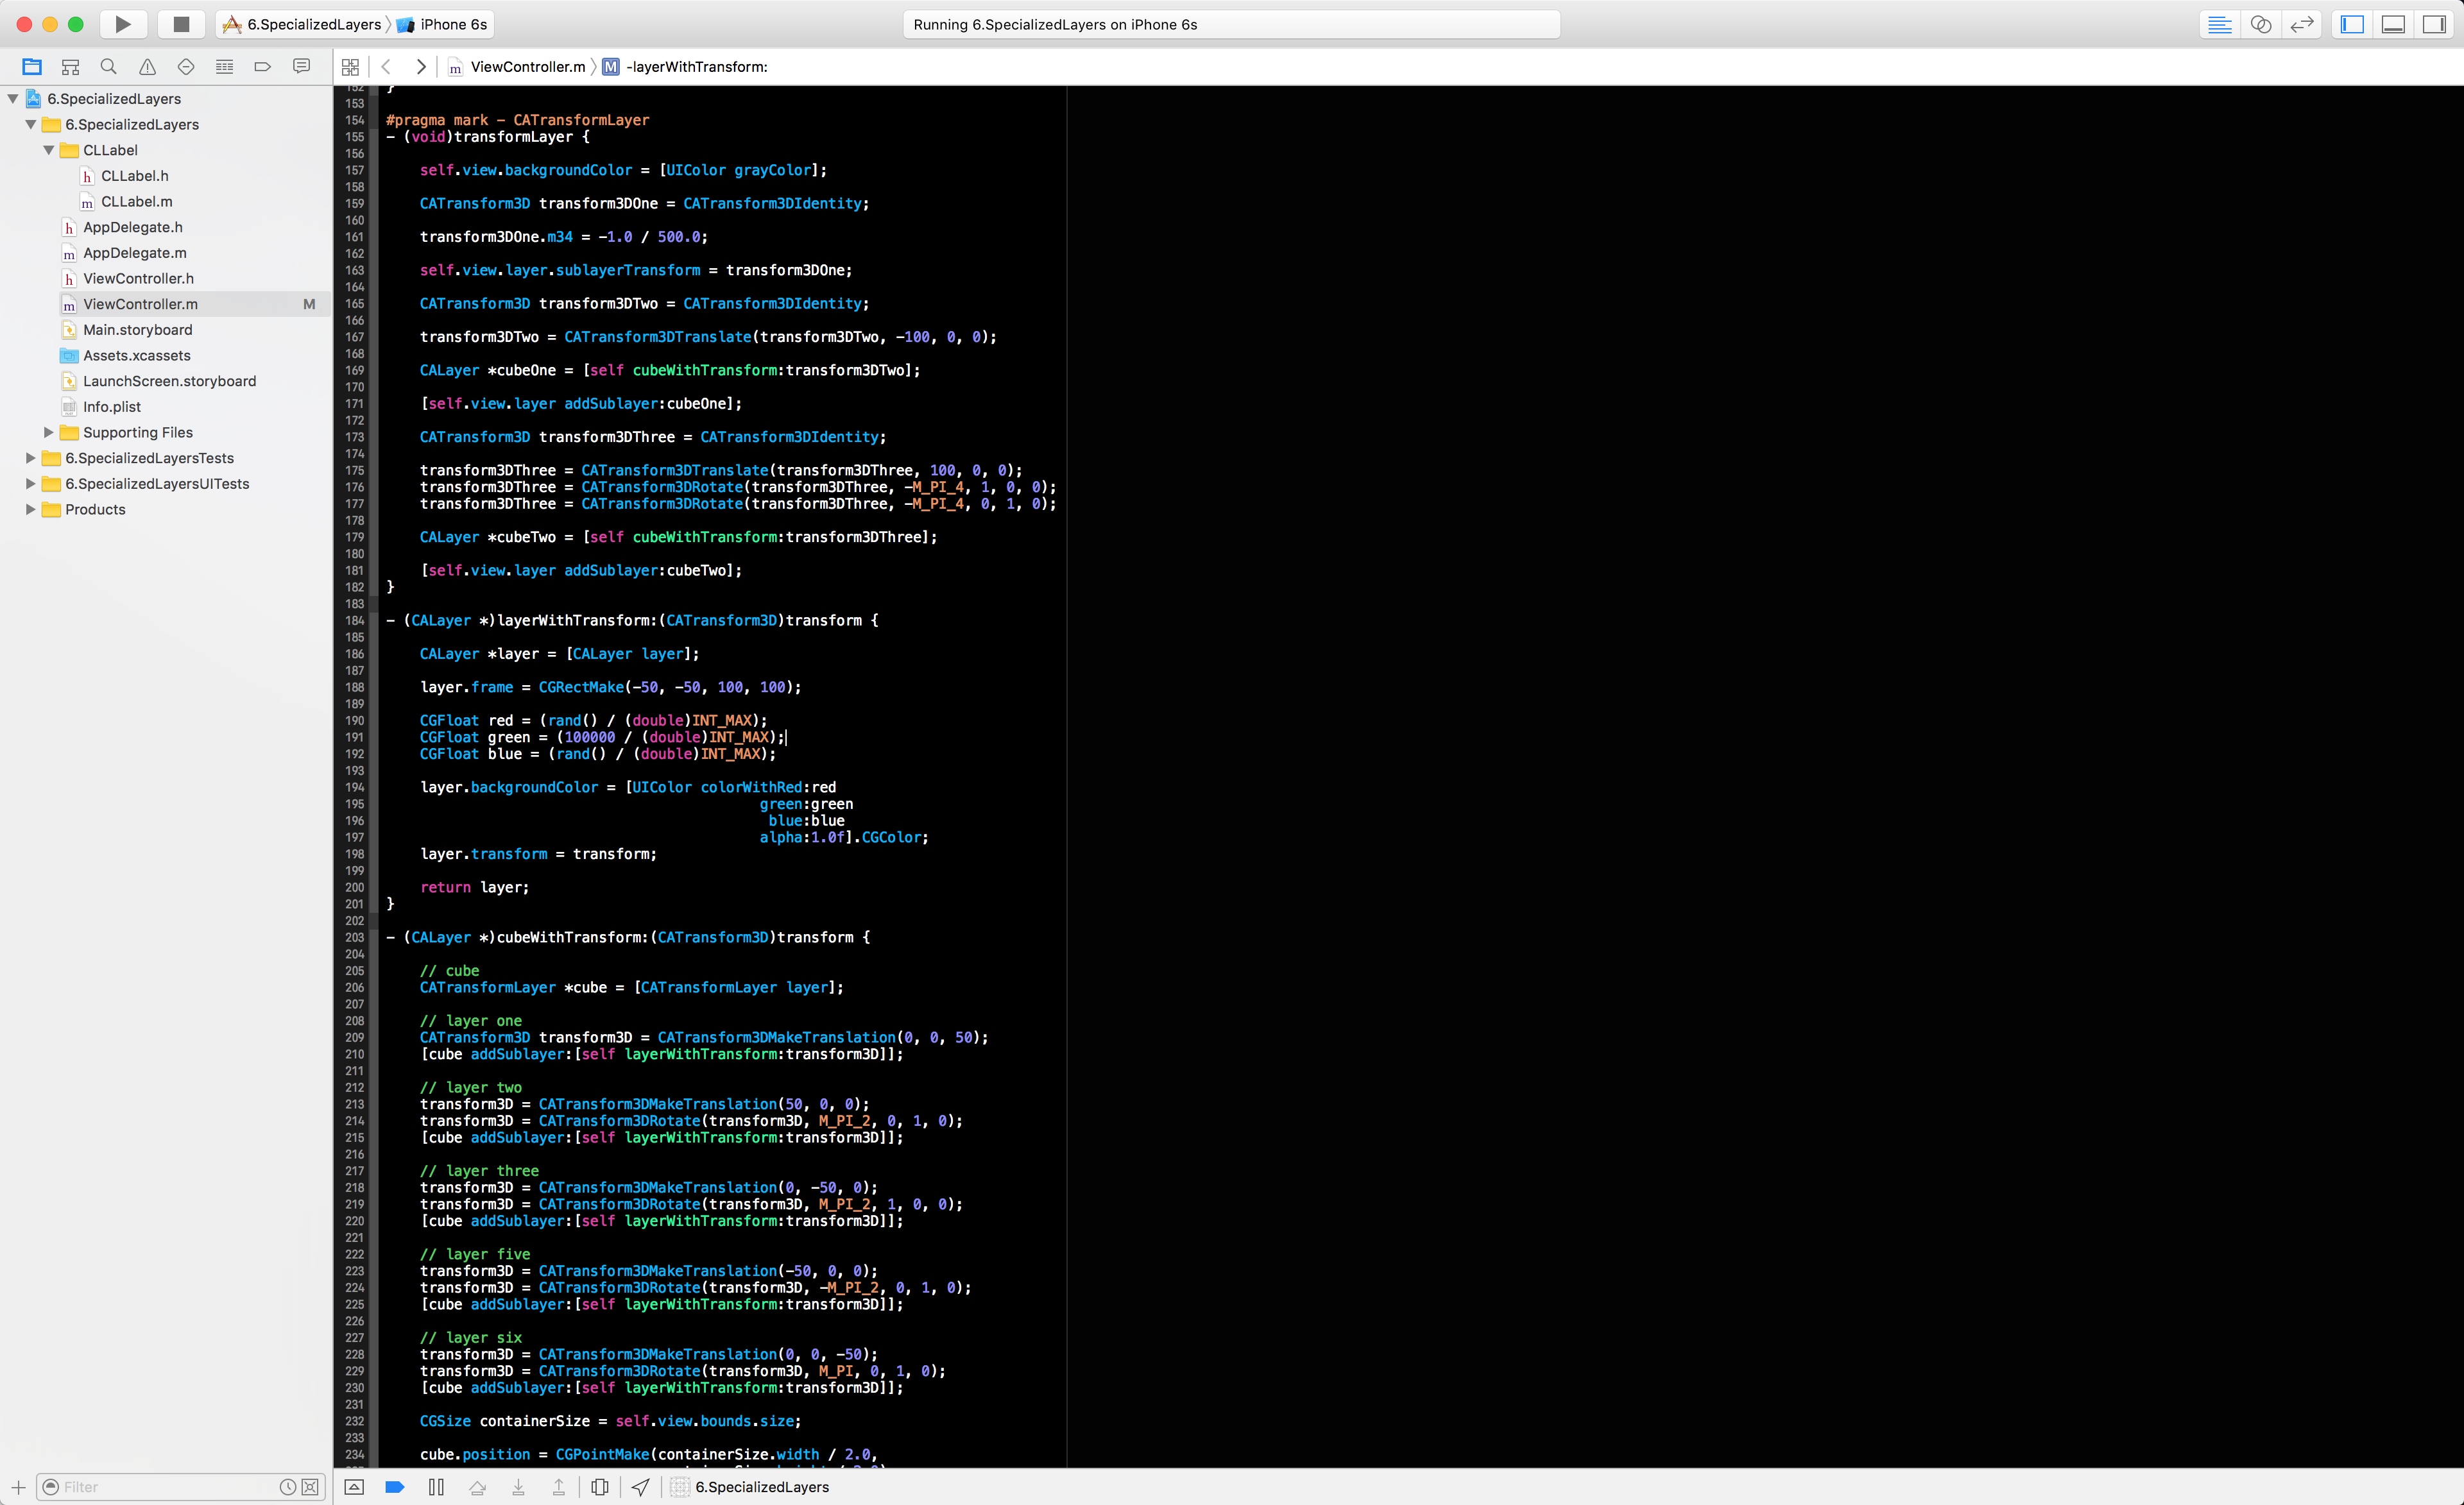 6.SpecializedLayers
iPhone 6s
Running 6.SpecializedLayers on iPhone 6s
ViewController.m
M
-layerWithTransform:
6.SpecializedLayers
6.SpecializedLayers
CLLabel
h CLLabel.h
m CLLabel.m
h AppDelegate.h
m AppDelegate.m
h ViewController.h
m ViewController.m M
Main.storyboard
Assets.xcassets
LaunchScreen.storyboard
Info.plist
Supporting Files
6.SpecializedLayersTests
6.SpecializedLayersUITests
Products
Filter
152 }
153
154 #pragma mark - CATransformLayer
155 - (void)transformLayer {
156
157 self.view.backgroundColor = [UIColor grayColor];
158
159 CATransform3D transform3DOne = CATransform3DIdentity;
160
161 transform3DOne.m34 = -1.0 / 500.0;
162
163 self.view.layer.sublayerTransform = transform3DOne;
164
165 CATransform3D transform3DTwo = CATransform3DIdentity;
166
167 transform3DTwo = CATransform3DTranslate(transform3DTwo, -100, 0, 0);
168
169 CALayer *cubeOne = [self cubeWithTransform:transform3DTwo];
170
171 [self.view.layer addSublayer:cubeOne];
172
173 CATransform3D transform3DThree = CATransform3DIdentity;
174
175 transform3DThree = CATransform3DTranslate(transform3DThree, 100, 0, 0);
176 transform3DThree = CATransform3DRotate(transform3DThree, -M_PI_4, 1, 0, 0);
177 transform3DThree = CATransform3DRotate(transform3DThree, -M_PI_4, 0, 1, 0);
178
179 CALayer *cubeTwo = [self cubeWithTransform:transform3DThree];
180
181 [self.view.layer addSublayer:cubeTwo];
182 }
183
184 - (CALayer *)layerWithTransform:(CATransform3D)transform {
185
186 CALayer *layer = [CALayer layer];
187
188 layer.frame = CGRectMake(-50, -50, 100, 100);
189
190 CGFloat red = (rand() / (double)INT_MAX);
191 CGFloat green = (100000 / (double)INT_MAX);
192 CGFloat blue = (rand() / (double)INT_MAX);
193
194 layer.backgroundColor = [UIColor colorWithRed:red
195 green:green
196 blue:blue
197 alpha:1.0f].CGColor;
198 layer.transform = transform;
199
200 return layer;
201 }
202
203 - (CALayer *)cubeWithTransform:(CATransform3D)transform {
204
205 // cube
206 CATransformLayer *cube = [CATransformLayer layer];
207
208 // layer one
209 CATransform3D transform3D = CATransform3DMakeTranslation(0, 0, 50);
210 [cube addSublayer:[self layerWithTransform:transform3D]];
211
212 // layer two
213 transform3D = CATransform3DMakeTranslation(50, 0, 0);
214 transform3D = CATransform3DRotate(transform3D, M_PI_2, 0, 1, 0);
215 [cube addSublayer:[self layerWithTransform:transform3D]];
216
217 // layer three
218 transform3D = CATransform3DMakeTranslation(0, -50, 0);
219 transform3D = CATransform3DRotate(transform3D, M_PI_2, 1, 0, 0);
220 [cube addSublayer:[self layerWithTransform:transform3D]];
221
222 // layer five
223 transform3D = CATransform3DMakeTranslation(-50, 0, 0);
224 transform3D = CATransform3DRotate(transform3D, -M_PI_2, 0, 1, 0);
225 [cube addSublayer:[self layerWithTransform:transform3D]];
226
227 // layer six
228 transform3D = CATransform3DMakeTranslation(0, 0, -50);
229 transform3D = CATransform3DRotate(transform3D, M_PI, 0, 1, 0);
230 [cube addSublayer:[self layerWithTransform:transform3D]];
231
232 CGSize containerSize = self.view.bounds.size;
233
234 cube.position = CGPointMake(containerSize.width / 2.0,
6.SpecializedLayers